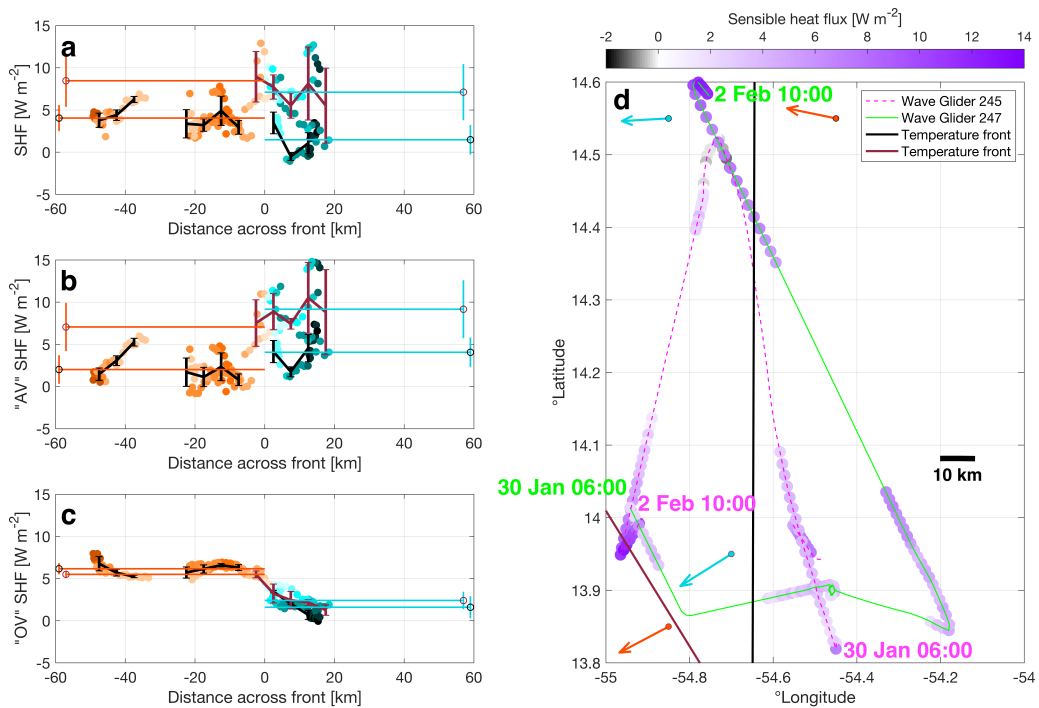 a
SHF [W m-2]
15
10
5
0
-5
-60
-40
-20
0
20
40
60
Distance across front [km]
b
"AV" SHF [W m-2]
15
10
5
0
-5
-60
-40
-20
0
20
40
60
Distance across front [km]
c
"OV" SHF [W m-2]
15
10
5
0
-5
-60
-40
-20
0
20
40
60
Distance across front [km]
Sensible heat flux [W m-2]
-2
0
2
4
6
8
10
12
14
d
2 Feb 10:00
Wave Glider 245
Wave Glider 247
Temperature front
Temperature front
10 km
30 Jan 06:00
2 Feb 10:00
30 Jan 06:00
°Latitude
14.6
14.5
14.4
14.3
14.2
14.1
14
13.9
13.8
-55
-54.8
-54.6
-54.4
-54.2
-54
°Longitude